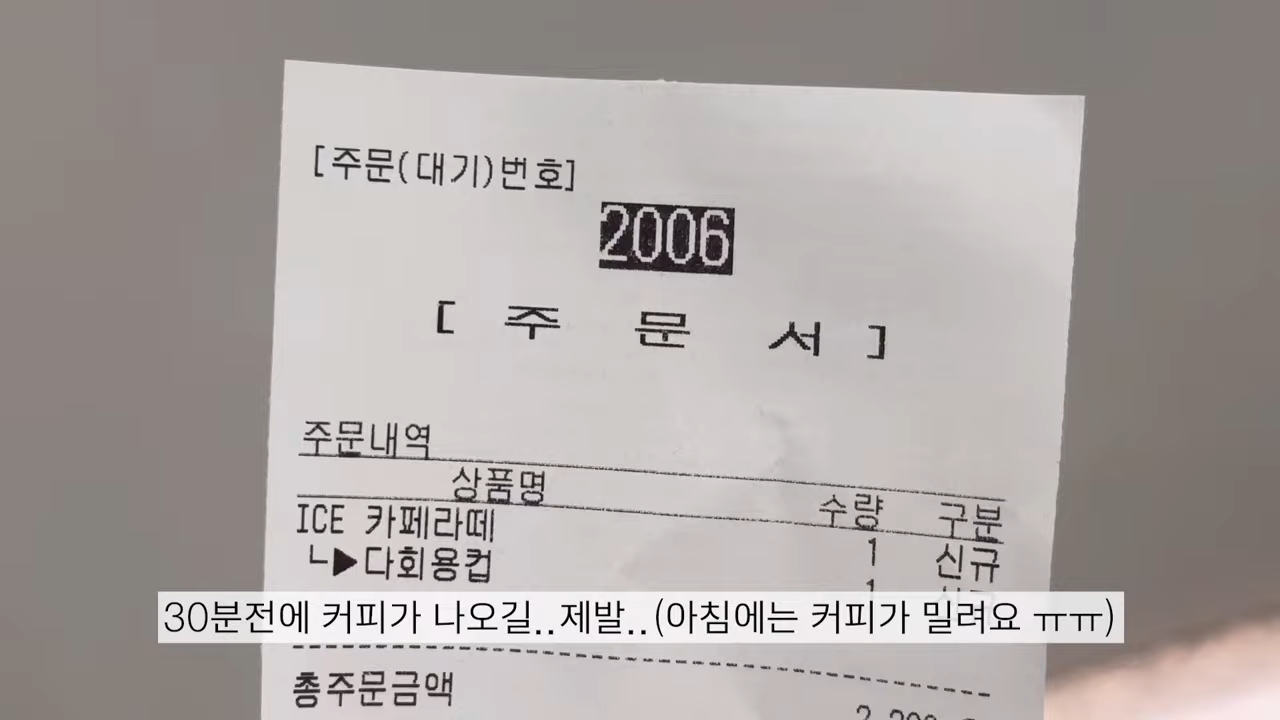 [주문(대기)번호]
2006
[ 주 문 서 ]
주문내역
상품명 수량 구분
ICE 카페라떼 1 신규
└▶다회용컵
30분전에 커피가 나오길..제발..(아침에는 커피가 밀려요 ㅠㅠ)
총주문금액